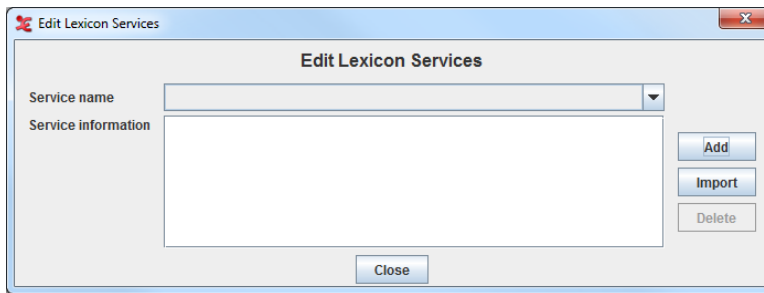 Edit Lexicon Services
Edit Lexicon Services
Service name
Service information
Add
Import
Delete
Close